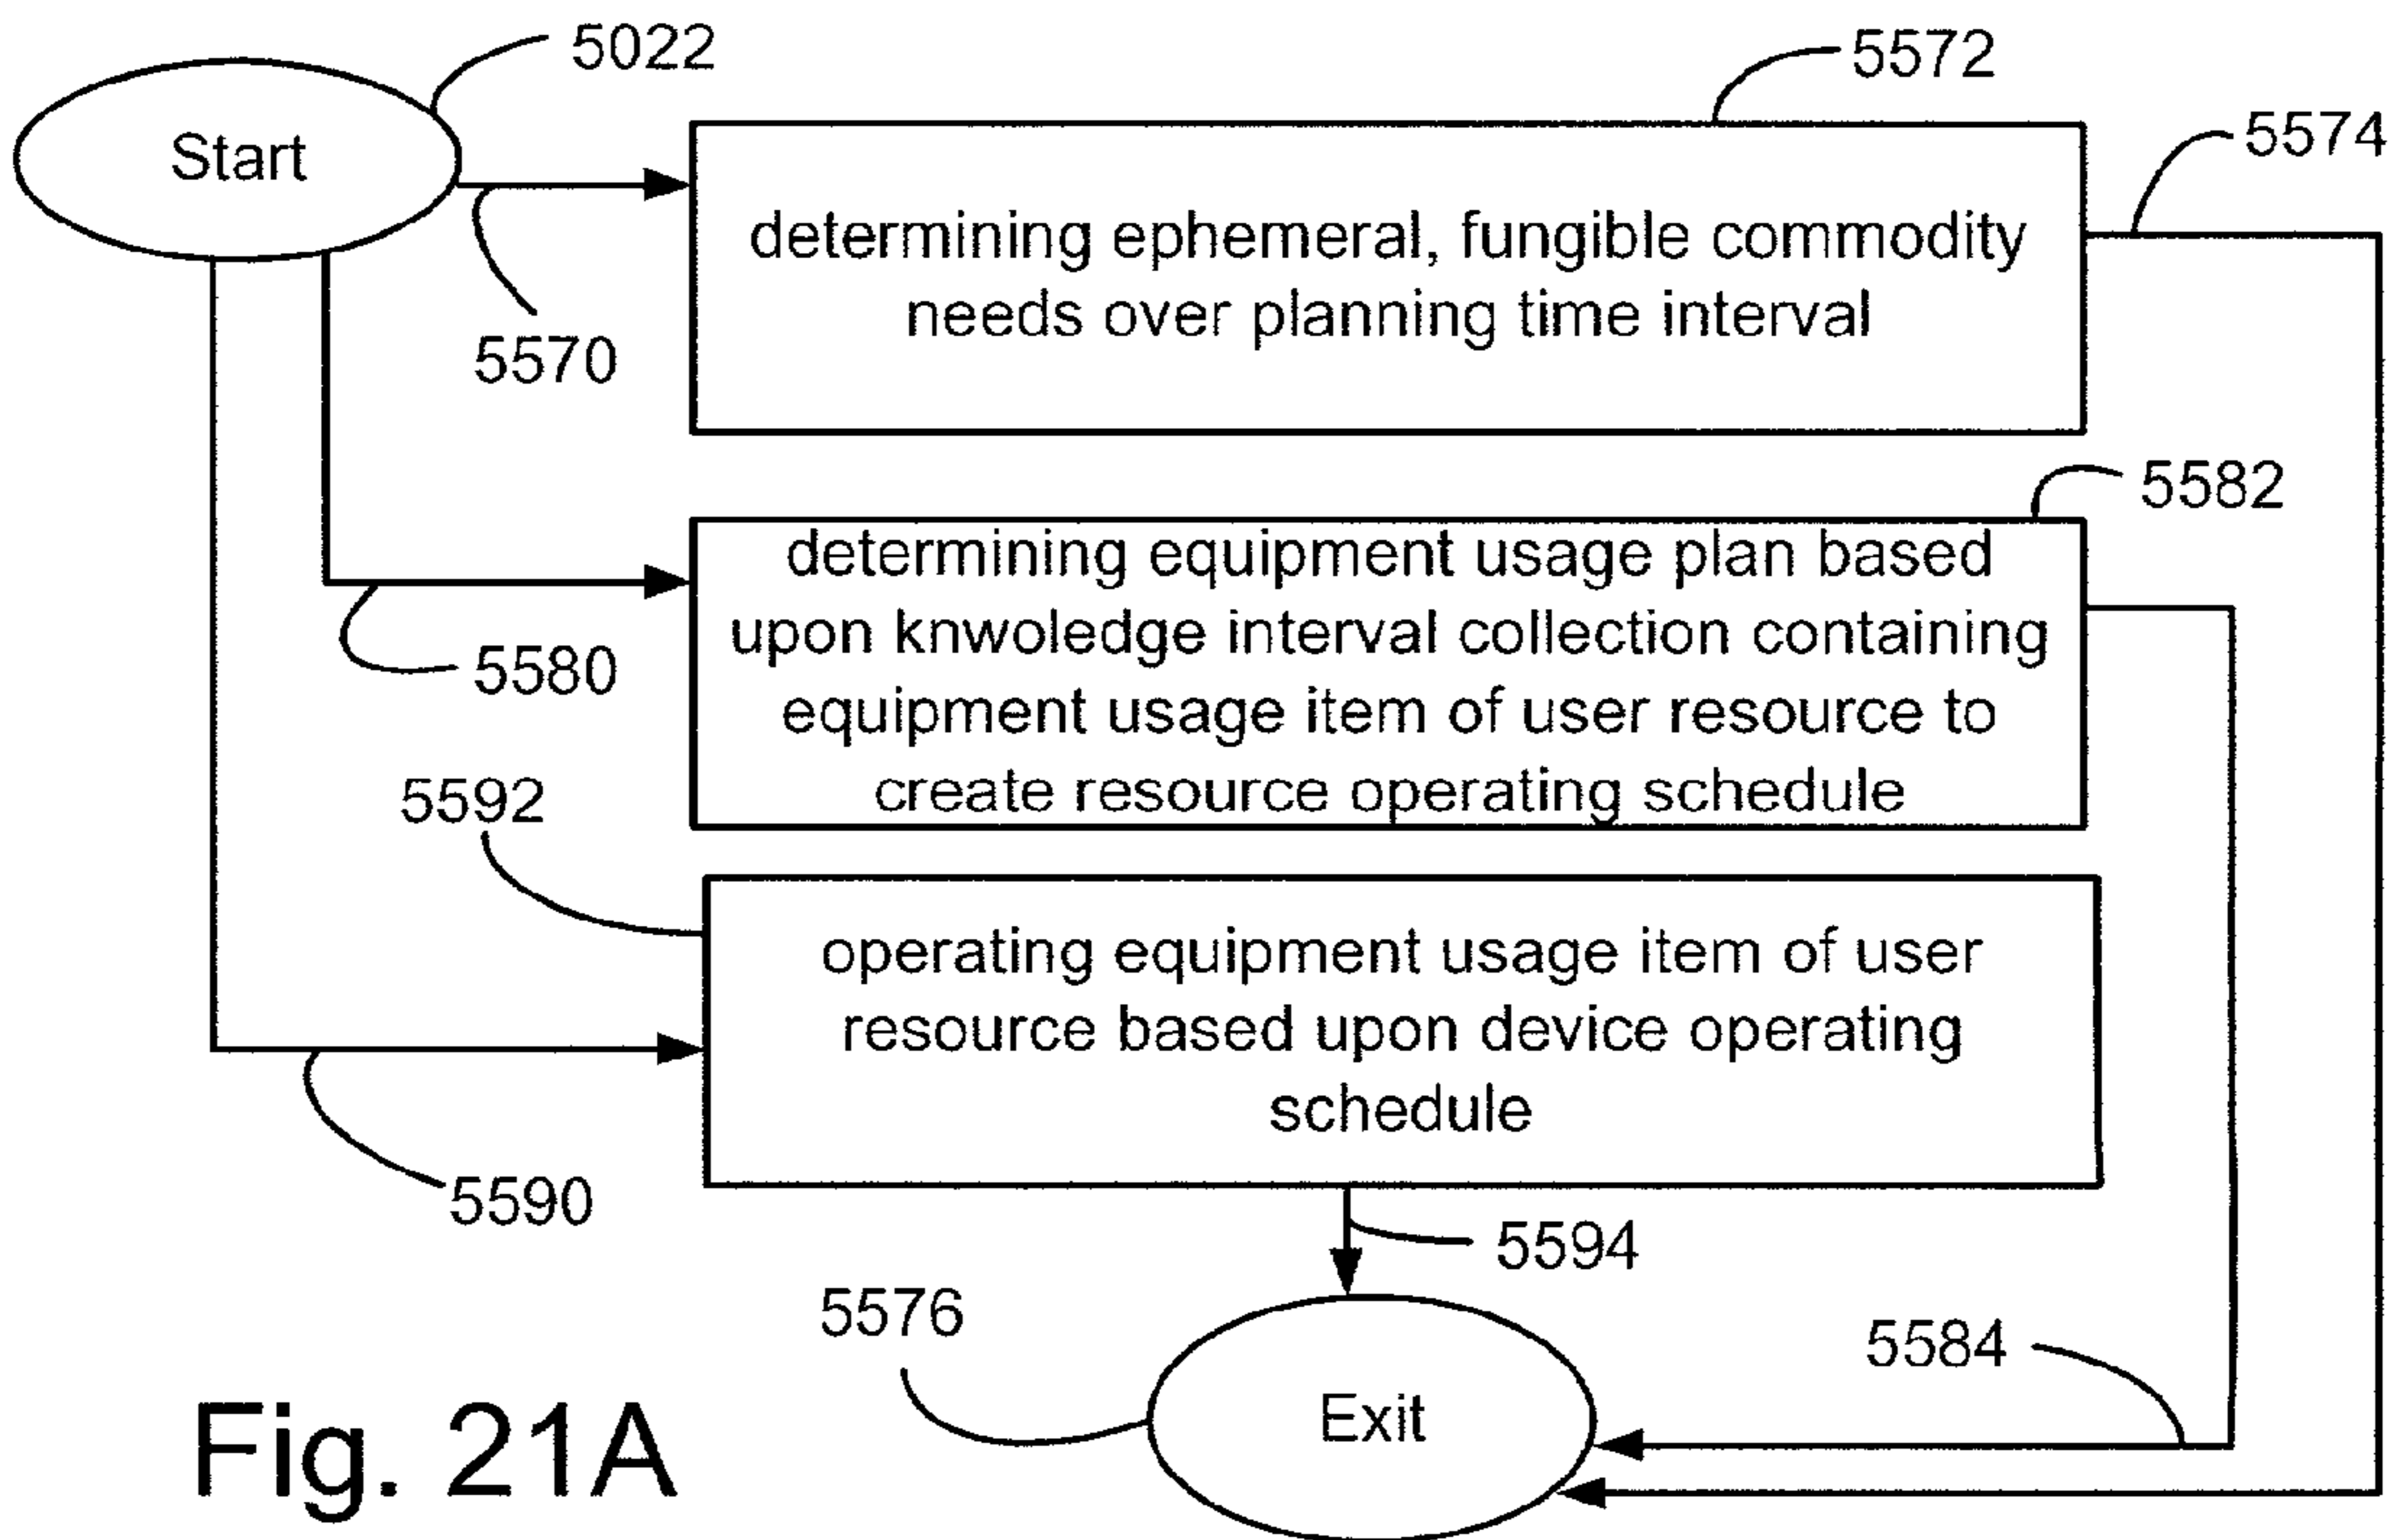 5022
Start
5572
5574
determining ephemeral, fungible commodity
needs over planning time interval
5570
5582
determining equipment usage plan based
upon knwoledge interval collection containing
equipment usage item of user resource to
create resource operating schedule
5580
5592
operating equipment usage item of user
resource based upon device operating
schedule
5590
5594
5576
5584
Exit
Fig. 21A